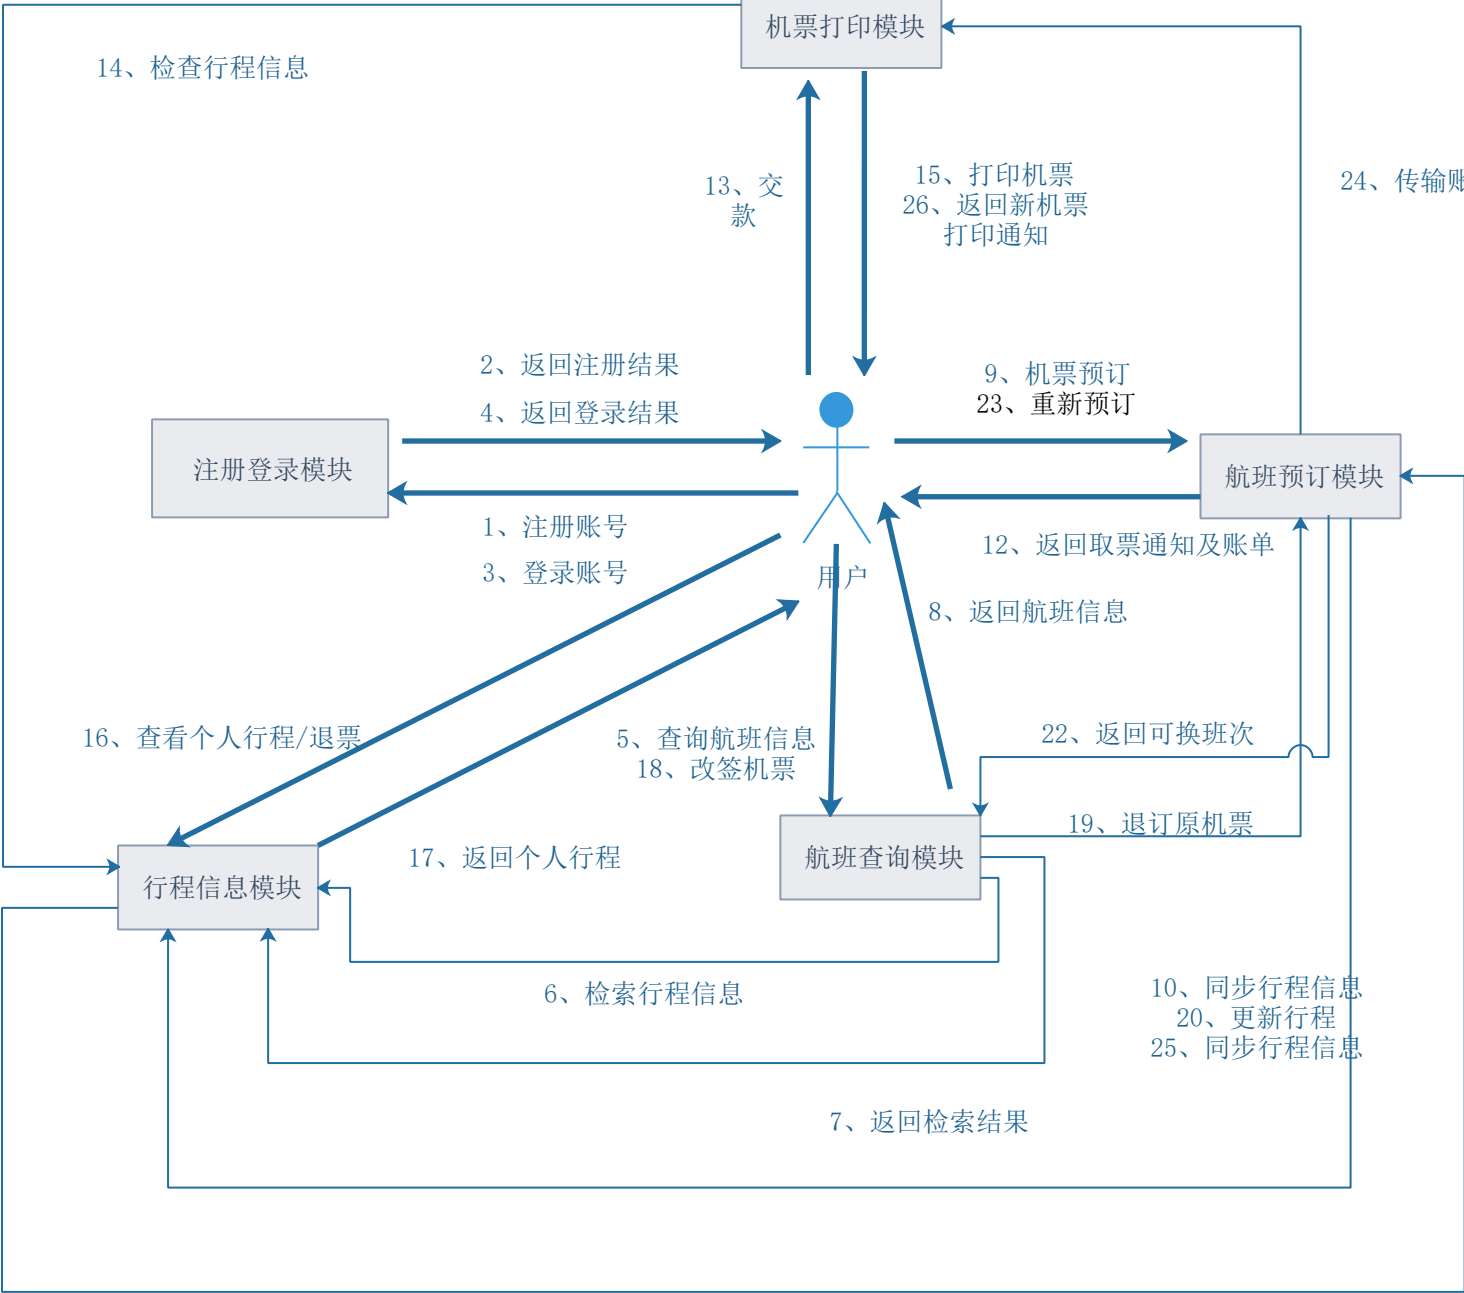 机票打印模块
14、检查行程信息
13、交
款
15、打印机票
26、返回新机票
打印通知
24、传输账
2、返回注册结果
4、返回登录结果
9、机票预订
23、重新预订
注册登录模块
航班预订模块
1、注册账号
3、登录账号
用户
12、返回取票通知及账单
8、返回航班信息
16、查看个人行程/退票
5、查询航班信息
18、改签机票
22、返回可换班次
19、退订原机票
17、返回个人行程
航班查询模块
行程信息模块
6、检索行程信息
10、同步行程信息
20、更新行程
25、同步行程信息
7、返回检索结果